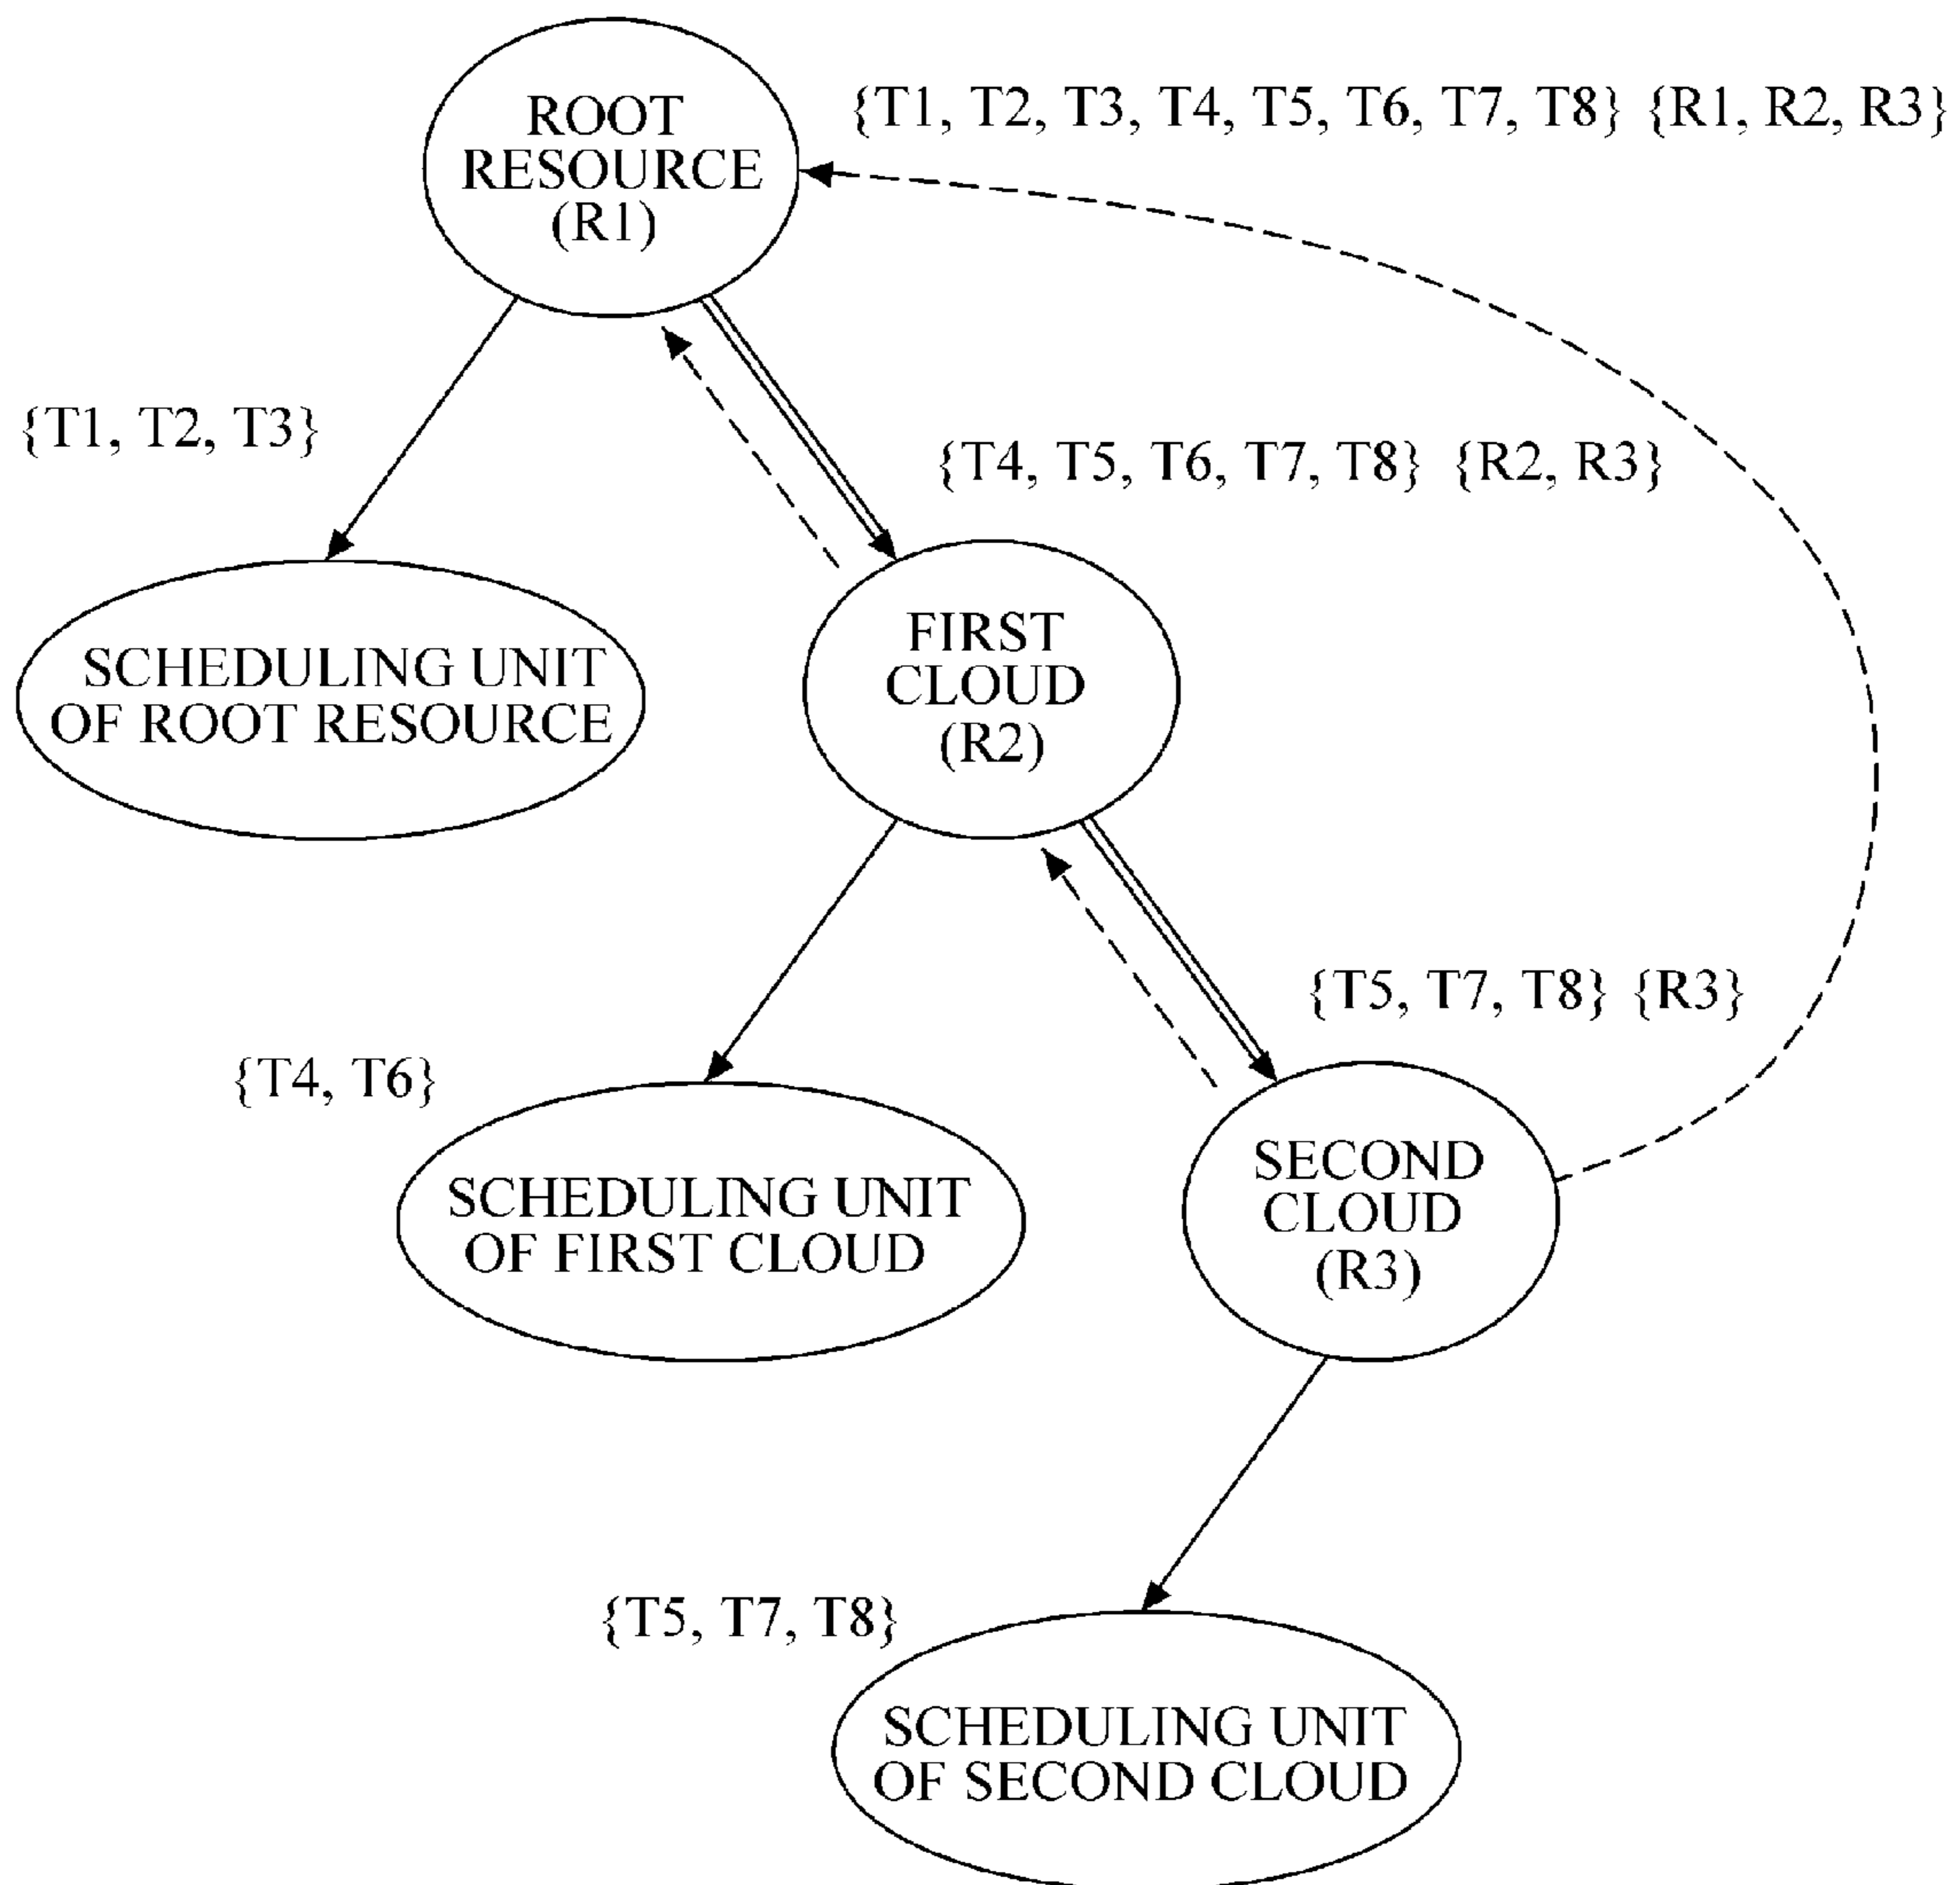 ROOT
RESOURCE
(R1)
{T1, T2, T3, T4, T5, T6, T7, T8} {R1, R2, R3}
{T1, T2, T3}
{T4, T5, T6, T7, T8} {R2, R3}
SCHEDULING UNIT
OF ROOT RESOURCE
FIRST
CLOUD
(R2)
{T5, T7, T8} {R3}
{T4, T6}
SCHEDULING UNIT
OF FIRST CLOUD
SECOND
CLOUD
(R3)
{T5, T7, T8}
SCHEDULING UNIT
OF SECOND CLOUD